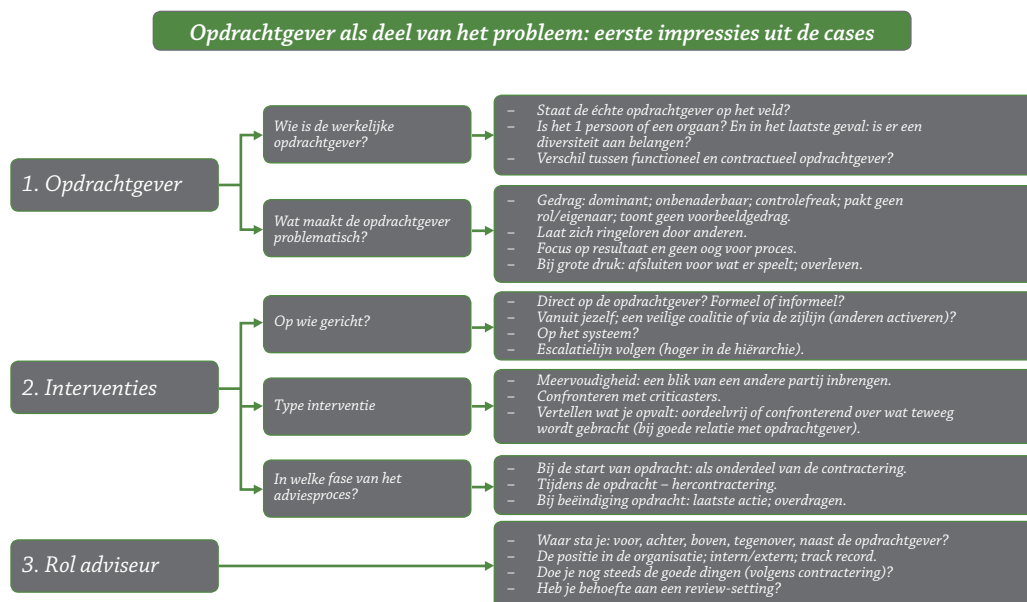 Opdrachtgever als deel van het probleem: eerste impressies uit de cases
1. Opdrachtgever
Wie is de werkelijke
opdrachtgever?
– Staat de échte opdrachtgever op het veld?
– Is het 1 persoon of een orgaan? En in het laatste geval: is er een
diversiteit aan belangen?
– Verschil tussen functioneel en contractueel opdrachtgever?
Wat maakt de opdrachtgever
problematisch?
– Gedrag: dominant; onbenaderbaar; controlefreak; pakt geen
rol/eigenaar; toont geen voorbeeldgedrag.
– Laat zich ringeloren door anderen.
– Focus op resultaat en geen oog voor proces.
– Bij grote druk: afsluiten voor wat er speelt; overleven.
2. Interventies
Op wie gericht?
– Direct op de opdrachtgever? Formeel of informeel?
– Vanuit jezelf; een veilige coalitie of via de zijlijn (anderen activeren)?
– Op het systeem?
– Escalatielijn volgen (hoger in de hiërarchie).
Type interventie
– Meervoudigheid: een blik van een andere partij inbrengen.
– Confronteren met criticasters.
– Vertellen wat je opvalt: oordeelvrij of confronterend over wat teweeg
wordt gebracht (bij goede relatie met opdrachtgever).
In welke fase van het
adviesproces?
– Bij de start van opdracht: als onderdeel van de contractering.
– Tijdens de opdracht – hercontractering.
– Bij beëindiging opdracht: laatste actie; overdragen.
3. Rol adviseur
– Waar sta je: voor, achter, boven, tegenover, naast de opdrachtgever?
– De positie in de organisatie; intern/extern; track record.
– Doe je nog steeds de goede dingen (volgens contractering)?
– Heb je behoefte aan een review-setting?